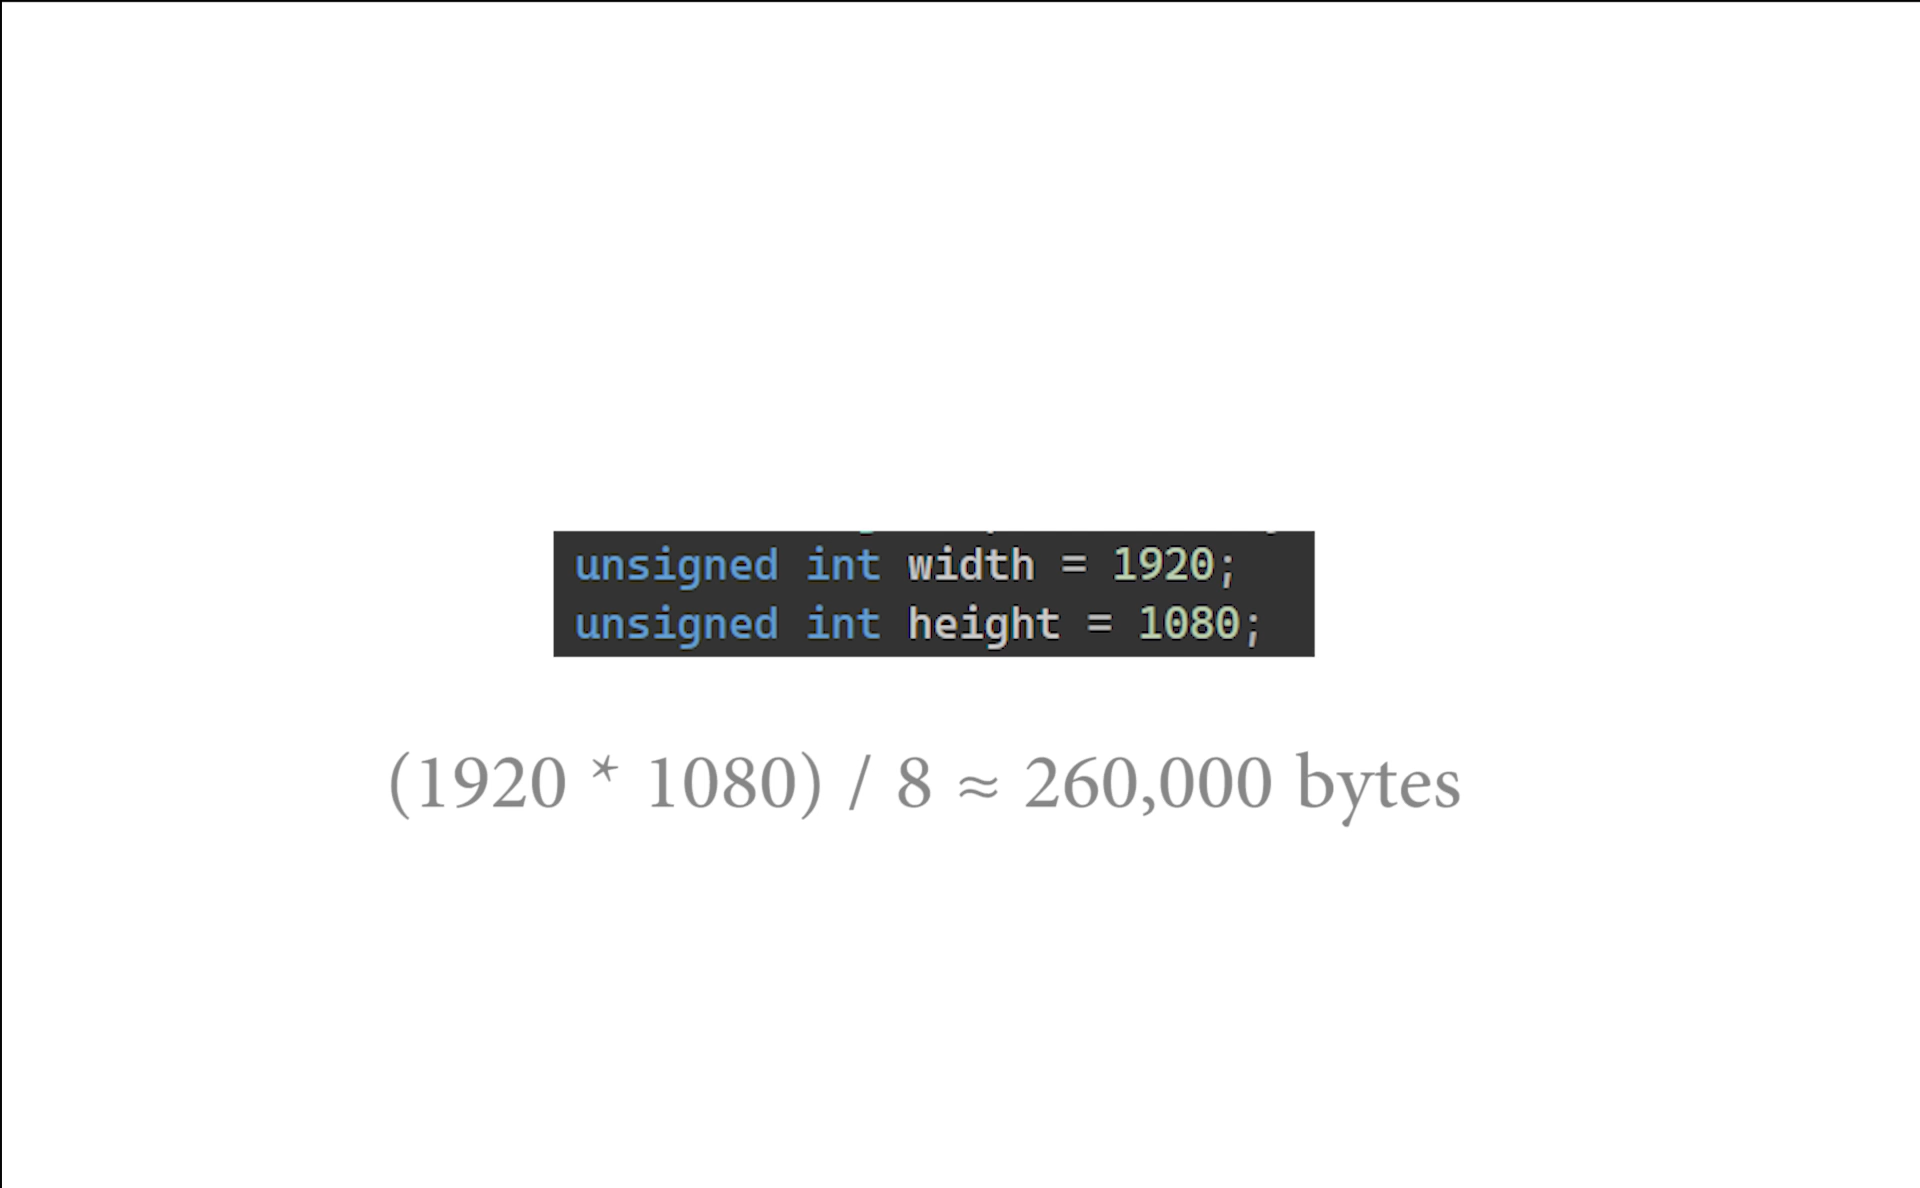 unsigned int width = 1920;
unsigned int height = 1080;
(1920 * 1080) / 8 ≈ 260,000 bytes